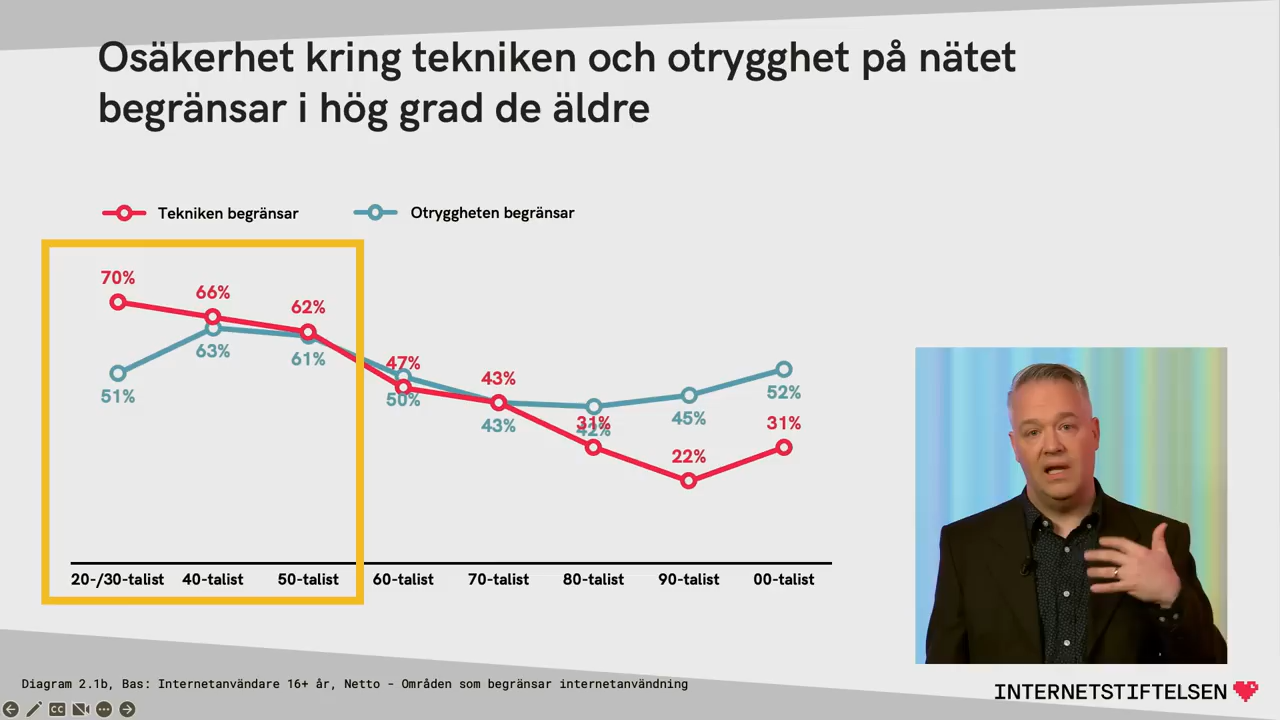 Osäkerhet kring tekniken och otrygghet på nätet
begränsar i hög grad de äldre
Tekniken begränsar Otryggheten begränsar
70%
66%
62%
63%
61%
51%
47%
50%
43%
43%
31%
42%
45%
22%
52%
31%
20-/30-talist 40-talist 50-talist 60-talist 70-talist 80-talist 90-talist 00-talist
Diagram 2.1b, Bas: Internetanvändare 16+ år, Netto - Områden som begränsar internetanvändning
INTERNETSTIFTELSEN
CC